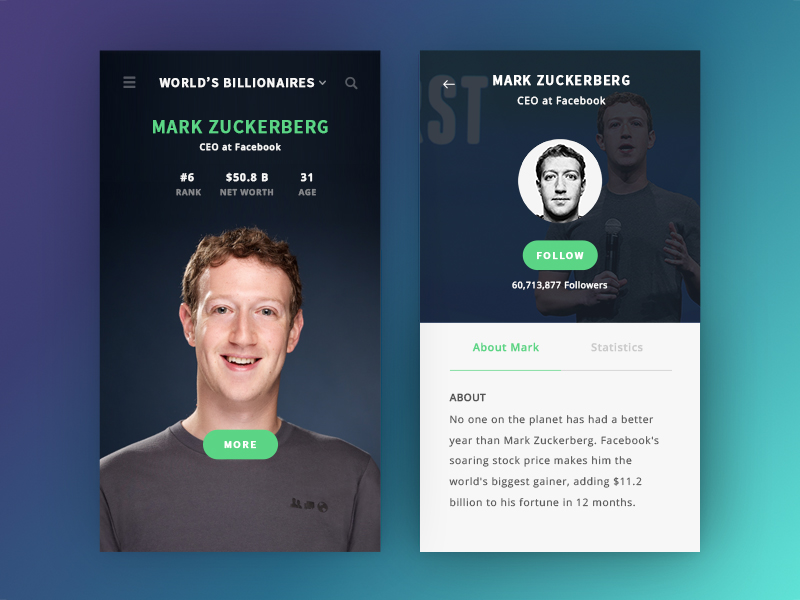 WORLD'S BILLIONAIRES
MARK ZUCKERBERG
CEO at Facebook
#6 $50.8 B 31
RANK NET WORTH AGE
MORE
AST
MARK ZUCKERBERG
CEO at Facebook
FOLLOW
60,713,877 Followers
About Mark Statistics
ABOUT
No one on the planet has had a better
year than Mark Zuckerberg. Facebook's
soaring stock price makes him the
world's biggest gainer, adding $11.2
billion to his fortune in 12 months.